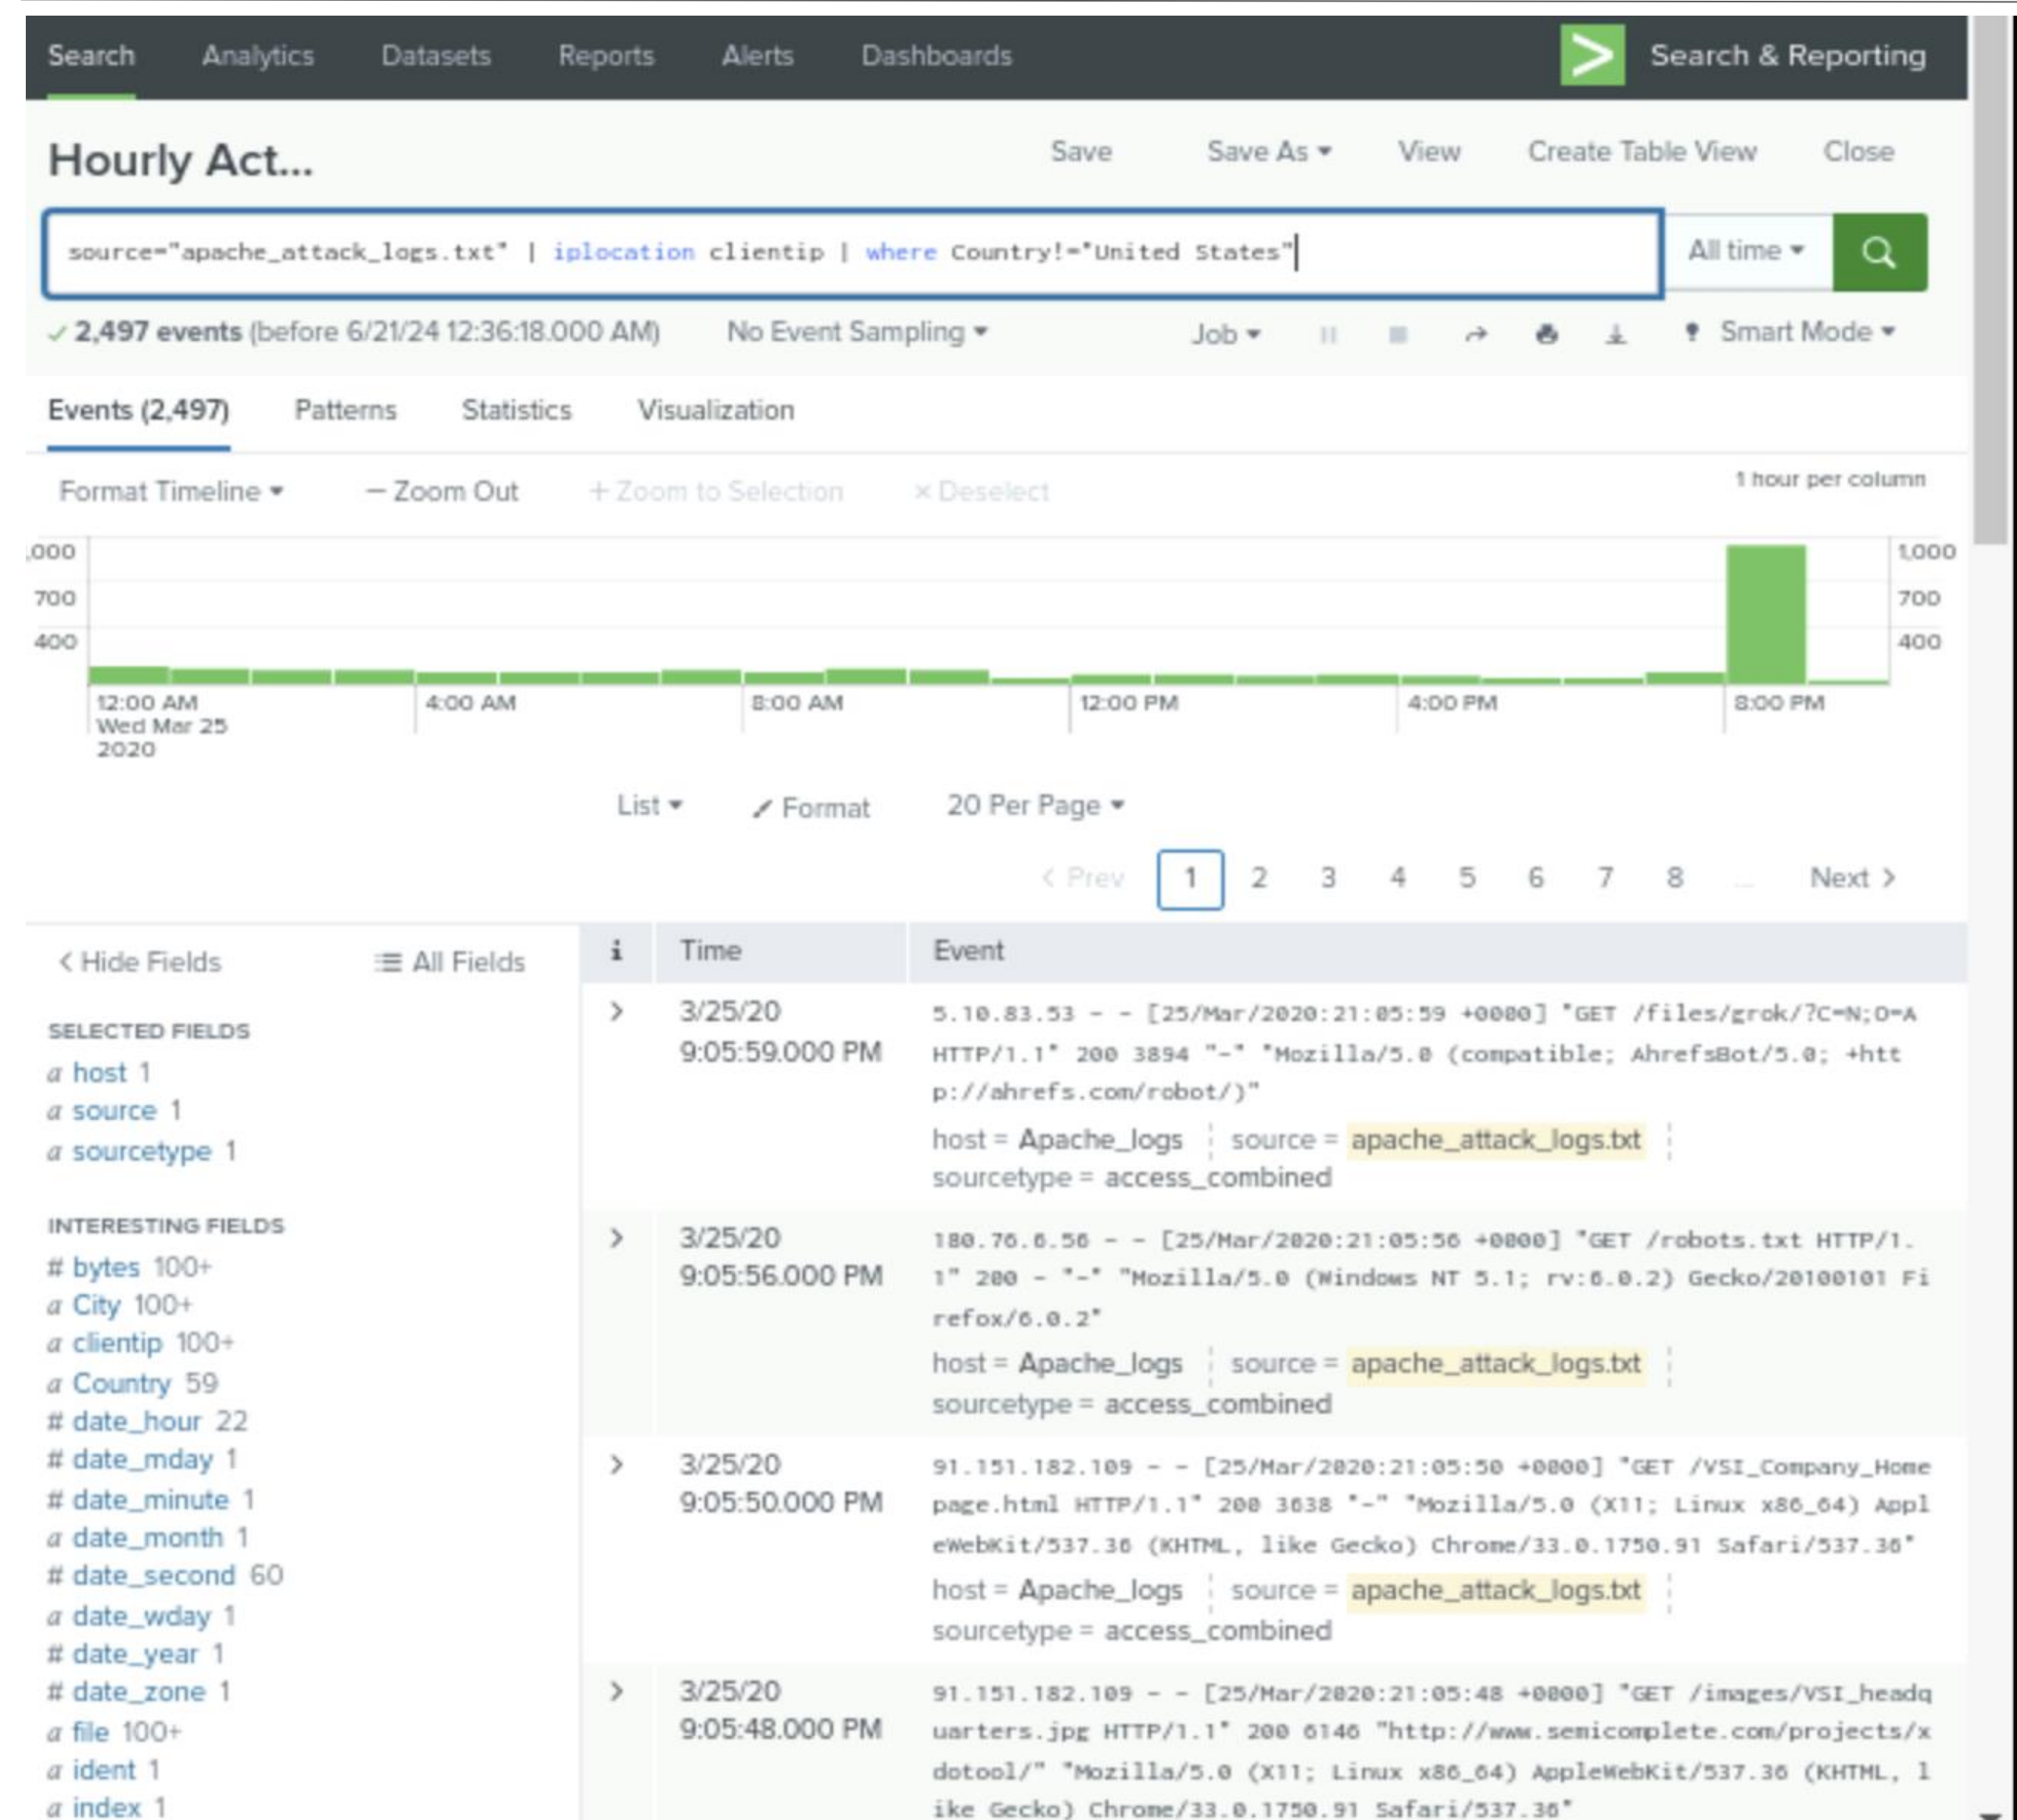 Search Analytics Datasets Reports Alerts Dashboards > Search & Reporting
Hourly Act... Save Save As View Create Table View Close
source="apache_attack_logs.txt" | iplocation clientip | where Country!="United States" All time
2,497 events (before 6/21/24 12:36:18.000 AM) No Event Sampling Job Smart Mode
Events (2,497) Patterns Statistics Visualization
Format Timeline — Zoom Out + Zoom to Selection × Deselect 1 hour per column
,000 1,000
700 700
400 400
12:00 AM 4:00 AM 8:00 AM 12:00 PM 4:00 PM 8:00 PM
Wed Mar 25
2020
List Format 20 Per Page
< Prev 1 2 3 4 5 6 7 8 ... Next >
< Hide Fields All Fields
SELECTED FIELDS
a host 1
a source 1
a sourcetype 1
INTERESTING FIELDS
# bytes 100+
a City 100+
a clientip 100+
a Country 59
# date_hour 22
# date_mday 1
# date_minute 1
a date_month 1
# date_second 60
a date_wday 1
# date_year 1
# date_zone 1
a file 100+
a ident 1
a index 1
i Time Event
> 3/25/20 5.10.83.53 - - [25/Mar/2020:21:05:59 +0000] "GET /files/grok/?C=N;O=A
9:05:59.000 PM HTTP/1.1" 200 3894 "-" "Mozilla/5.0 (compatible; AhrefsBot/5.0; +htt
p://ahrefs.com/robot/)"
host = Apache_logs source = apache_attack_logs.txt
sourcetype = access_combined
> 3/25/20 180.76.6.56 - - [25/Mar/2020:21:05:56 +0000] "GET /robots.txt HTTP/1.
9:05:56.000 PM 1" 200 - "-" "Mozilla/5.0 (Windows NT 5.1; rv:6.0.2) Gecko/20100101 Fi
refox/6.0.2"
host = Apache_logs source = apache_attack_logs.txt
sourcetype = access_combined
> 3/25/20 91.151.182.109 - - [25/Mar/2020:21:05:50 +0000] "GET /VSI_Company_Home
9:05:50.000 PM page.html HTTP/1.1" 200 3638 "-" "Mozilla/5.0 (X11; Linux x86_64) Appl
eWebKit/537.36 (KHTML, like Gecko) Chrome/33.0.1750.91 Safari/537.36"
host = Apache_logs source = apache_attack_logs.txt
sourcetype = access_combined
> 3/25/20 91.151.182.109 - - [25/Mar/2020:21:05:48 +0000] "GET /images/VSI_headq
9:05:48.000 PM uarters.jpg HTTP/1.1" 200 6146 "http://www.semicomplete.com/projects/x
dotool/" "Mozilla/5.0 (X11; Linux x86_64) AppleWebKit/537.36 (KHTML, l
ike Gecko) Chrome/33.0.1750.91 Safari/537.36"